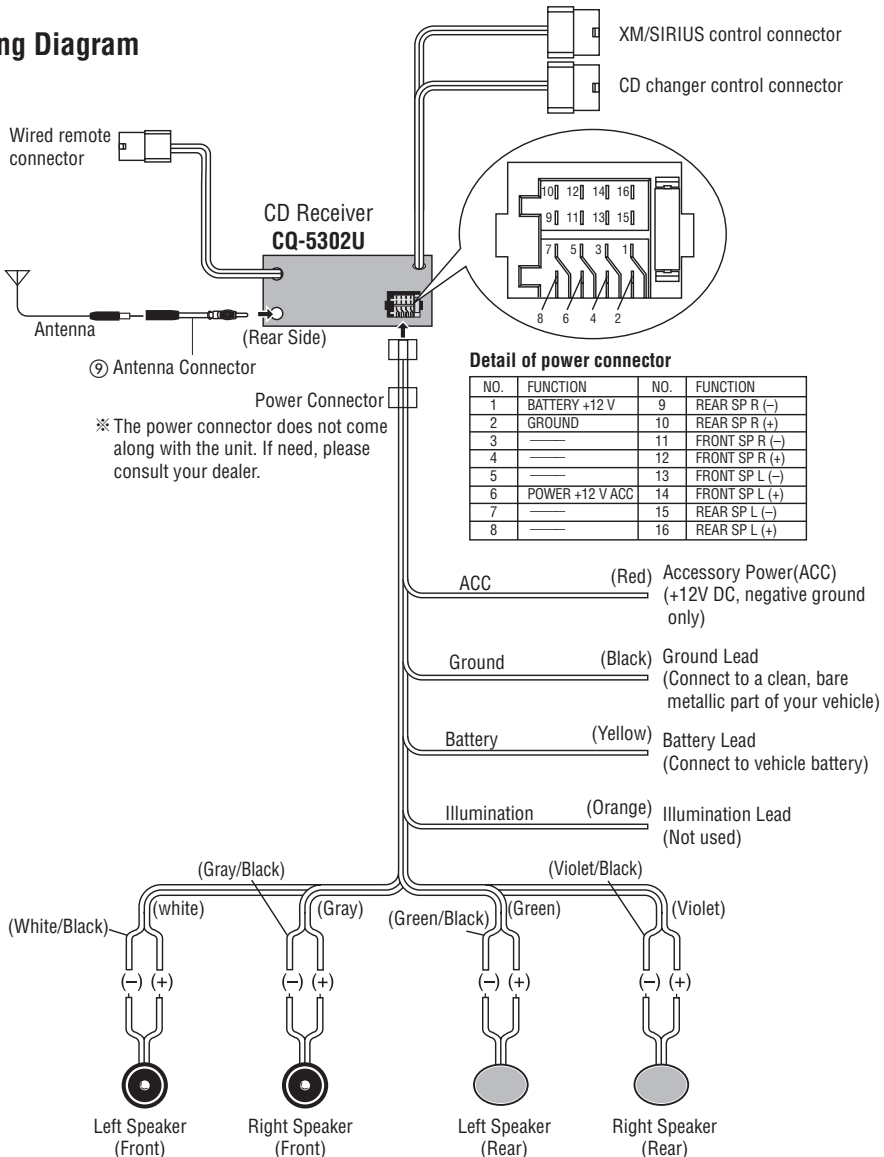 ng Diagram
XM/SIRIUS control connector
CD changer control connector
Wired remote
connector
CD Receiver
CQ-5302U
10 12 14 16
9 11 13 15
7 5 3 1
8 6 4 2
Antenna
(Rear Side)
⑨ Antenna Connector
Power Connector
※ The power connector does not come
along with the unit. If need, please
consult your dealer.
Detail of power connector
NO. FUNCTION NO. FUNCTION
1 BATTERY +12 V 9 REAR SP R (–)
2 GROUND 10 REAR SP R (+)
3 —— 11 FRONT SP R (–)
4 —— 12 FRONT SP R (+)
5 —— 13 FRONT SP L (–)
6 POWER +12 V ACC 14 FRONT SP L (+)
7 —— 15 REAR SP L (–)
8 —— 16 REAR SP L (+)
ACC (Red) Accessory Power(ACC)
(+12V DC, negative ground
only)
Ground (Black) Ground Lead
(Connect to a clean, bare
metallic part of your vehicle)
Battery (Yellow) Battery Lead
(Connect to vehicle battery)
Illumination (Orange) Illumination Lead
(Not used)
(Gray/Black) (Violet/Black)
(White/Black) (white) (Gray) (Green/Black) (Green) (Violet)
(–) (+) (–) (+) (–) (+) (–) (+)
Left Speaker Right Speaker Left Speaker Right Speaker
(Front) (Front) (Rear) (Rear)